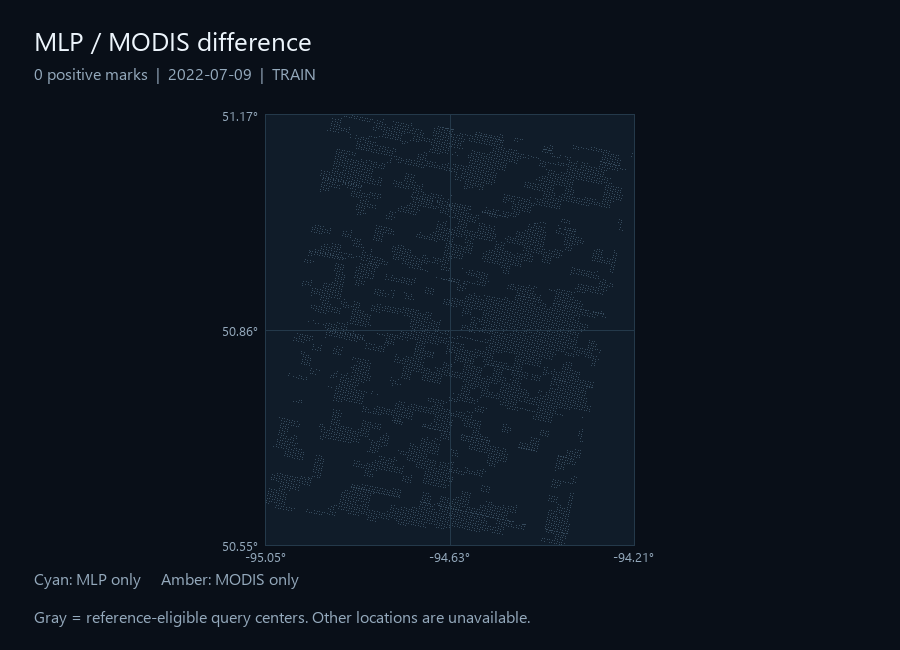 MLP / MODIS difference
0 positive marks | 2022-07-09 | TRAIN
51.17°
50.86°
50.55°
-95.05° -94.63° -94.21°
Cyan: MLP only Amber: MODIS only
Gray = reference-eligible query centers. Other locations are unavailable.